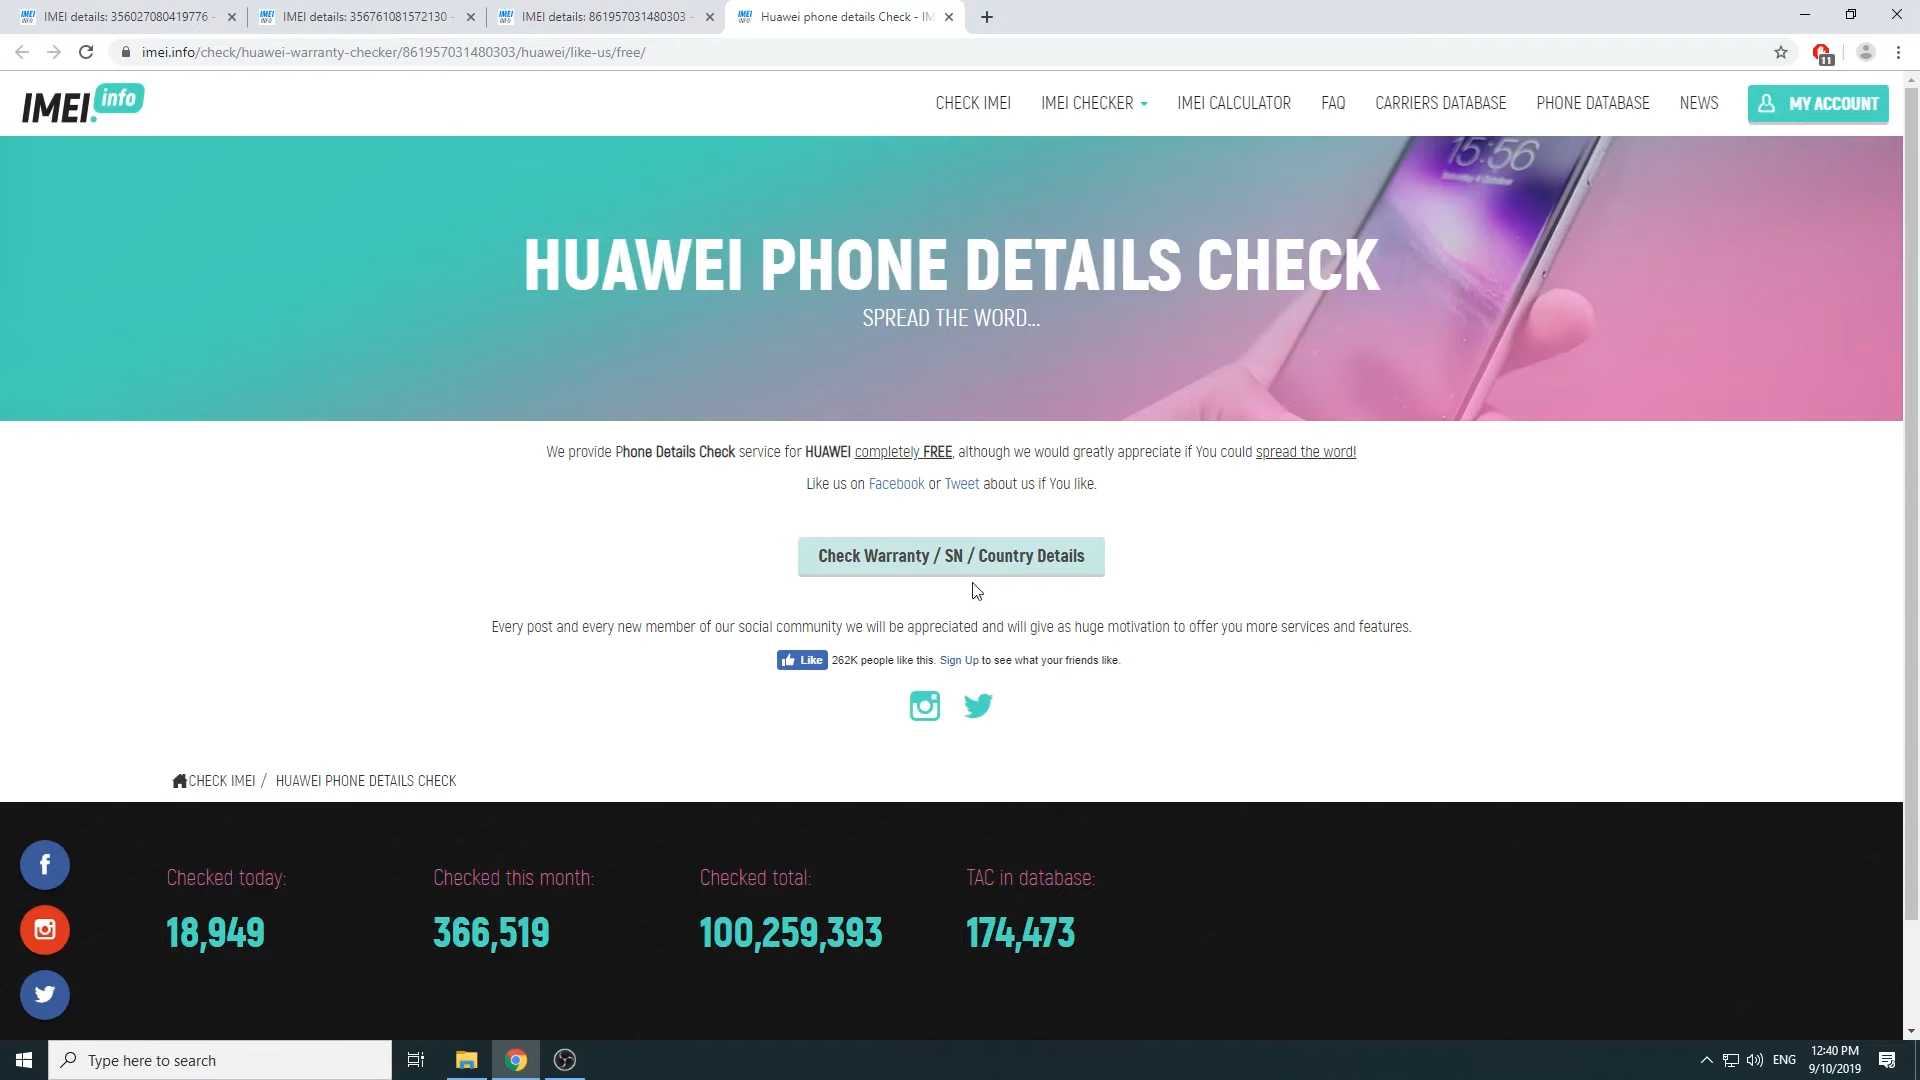 IMEI details: 356027080419776 -
IMEI details: 356761081572130 -
IMEI details: 861957031480303 -
Huawei phone details Check - IM
imei.info/check/huawei-warranty-checker/861957031480303/huawei/like-us/free/
11
IMEI.info
CHECK IMEI
IMEI CHECKER
IMEI CALCULATOR
FAQ
CARRIERS DATABASE
PHONE DATABASE
NEWS
MY ACCOUNT
15:56
Saturday 4 October
HUAWEI PHONE DETAILS CHECK
SPREAD THE WORD...
We provide Phone Details Check service for HUAWEI completely FREE, although we would greatly appreciate if You could spread the word!
Like us on Facebook or Tweet about us if You like.
Check Warranty / SN / Country Details
Every post and every new member of our social community we will be appreciated and will give as huge motivation to offer you more services and features.
Like 262K people like this. Sign Up to see what your friends like.
CHECK IMEI / HUAWEI PHONE DETAILS CHECK
Checked today:
18,949
Checked this month:
366,519
Checked total:
100,259,393
TAC in database:
174,473
Type here to search
ENG
12:40 PM
9/10/2019